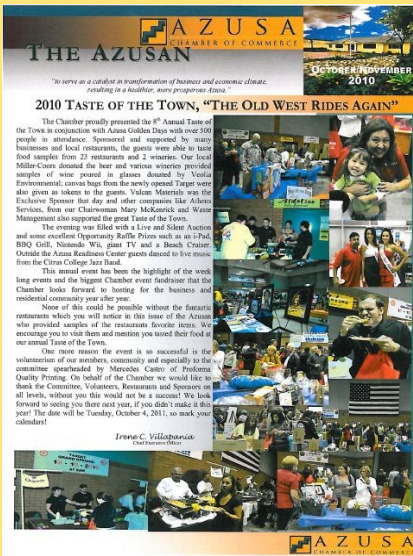 AZUSA
CHAMBER OF COMMERCE
THE AZUSAN
OCTOBER/NOVEMBER
2010
"to serve as a catalyst in transformation of business and economic climate,
resulting in a healthier, more prosperous Azusa."
2010 TASTE OF THE TOWN, "THE OLD WEST RIDES AGAIN"
The Chamber proudly presented the 8th Annual Taste of
the Town in conjunction with Azusa Golden Days with over 500
people in attendance. Sponsored and supported by many
businesses and local restaurants, the guests were able to taste
food samples from 23 restaurants and 2 wineries. Our local
Miller-Coors donated the beer and various wineries provided
samples of wine poured in glasses donated by Veolia
Environmental; canvas bags from the newly opened Target were
also given as tokens to the guests. Vulcan Materials was the
Exclusive Sponsor that day and other companies like Athens
Services, from our Chairwoman Mary McKenrick and Waste
Management also supported the great Taste of the Town.
The evening was filled with a Live and Silent Auction
and some excellent Opportunity Raffle Prizes such as an i-Pad,
BBQ Grill, Nintendo Wii, giant TV and a Beach Cruiser.
Outside the Azusa Readiness Center guests danced to live music
from the Citrus College Jazz Band.
This annual event has been the highlight of the week
long events and the biggest Chamber event fundraiser that the
Chamber looks forward to hosting for the business and
residential community year after year.
None of this could be possible without the fantastic
restaurants which you will notice in this issue of the Azusan
who provided samples of the restaurants favorite items. We
encourage you to visit them and mention you tasted their food at
our annual Taste of the Town.
One more reason the event is so successful is the
volunteerism of our members, community and especially to the
committee spearheaded by Mercedes Castro of Proforma
Quality Printing. On behalf of the Chamber we would like to
thank the Committee, Volunteers, Restaurants and Sponsors on
all levels, without you this would not be a success! We look
forward to seeing you there next year, if you didn't make it this
year! The date will be Tuesday, October 4, 2011, so mark your
calendars!
Irene C. Villapania
Chief Executive Officer
AZUSA
CHAMBER OF COMMERCE